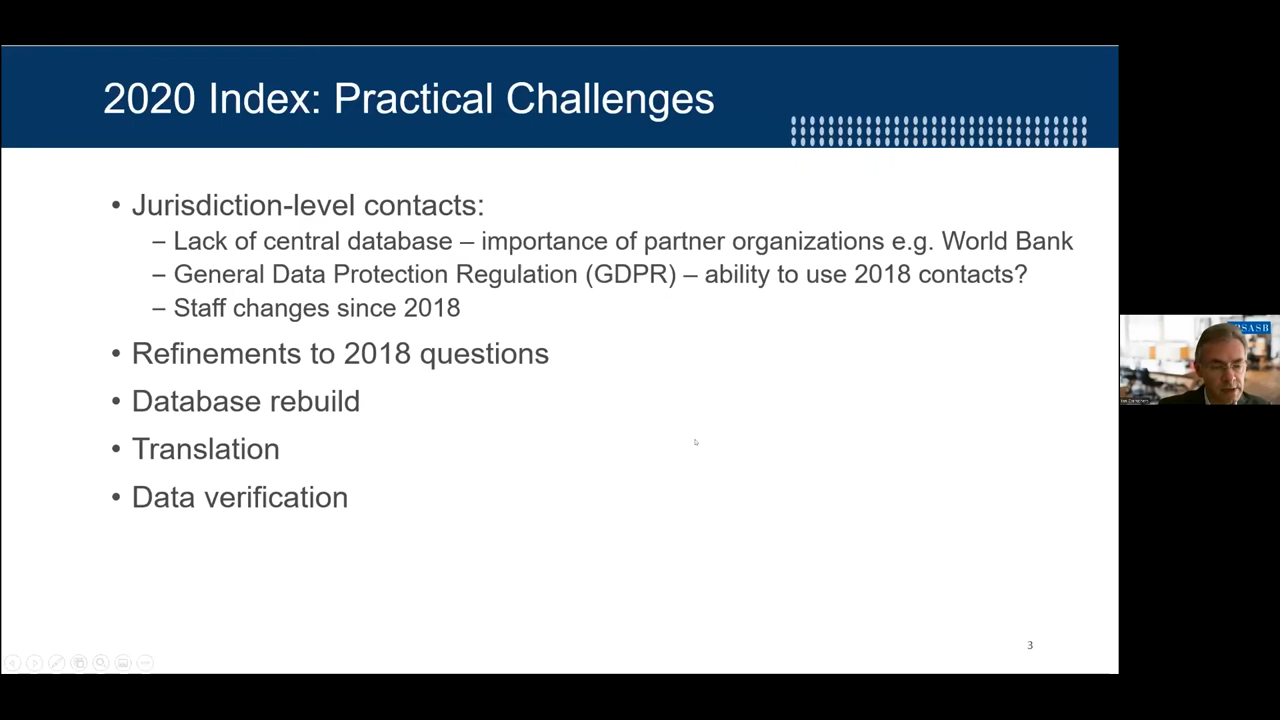 2020 Index: Practical Challenges
• Jurisdiction-level contacts:
– Lack of central database – importance of partner organizations e.g. World Bank
– General Data Protection Regulation (GDPR) – ability to use 2018 contacts?
– Staff changes since 2018
• Refinements to 2018 questions
• Database rebuild
• Translation
• Data verification
3